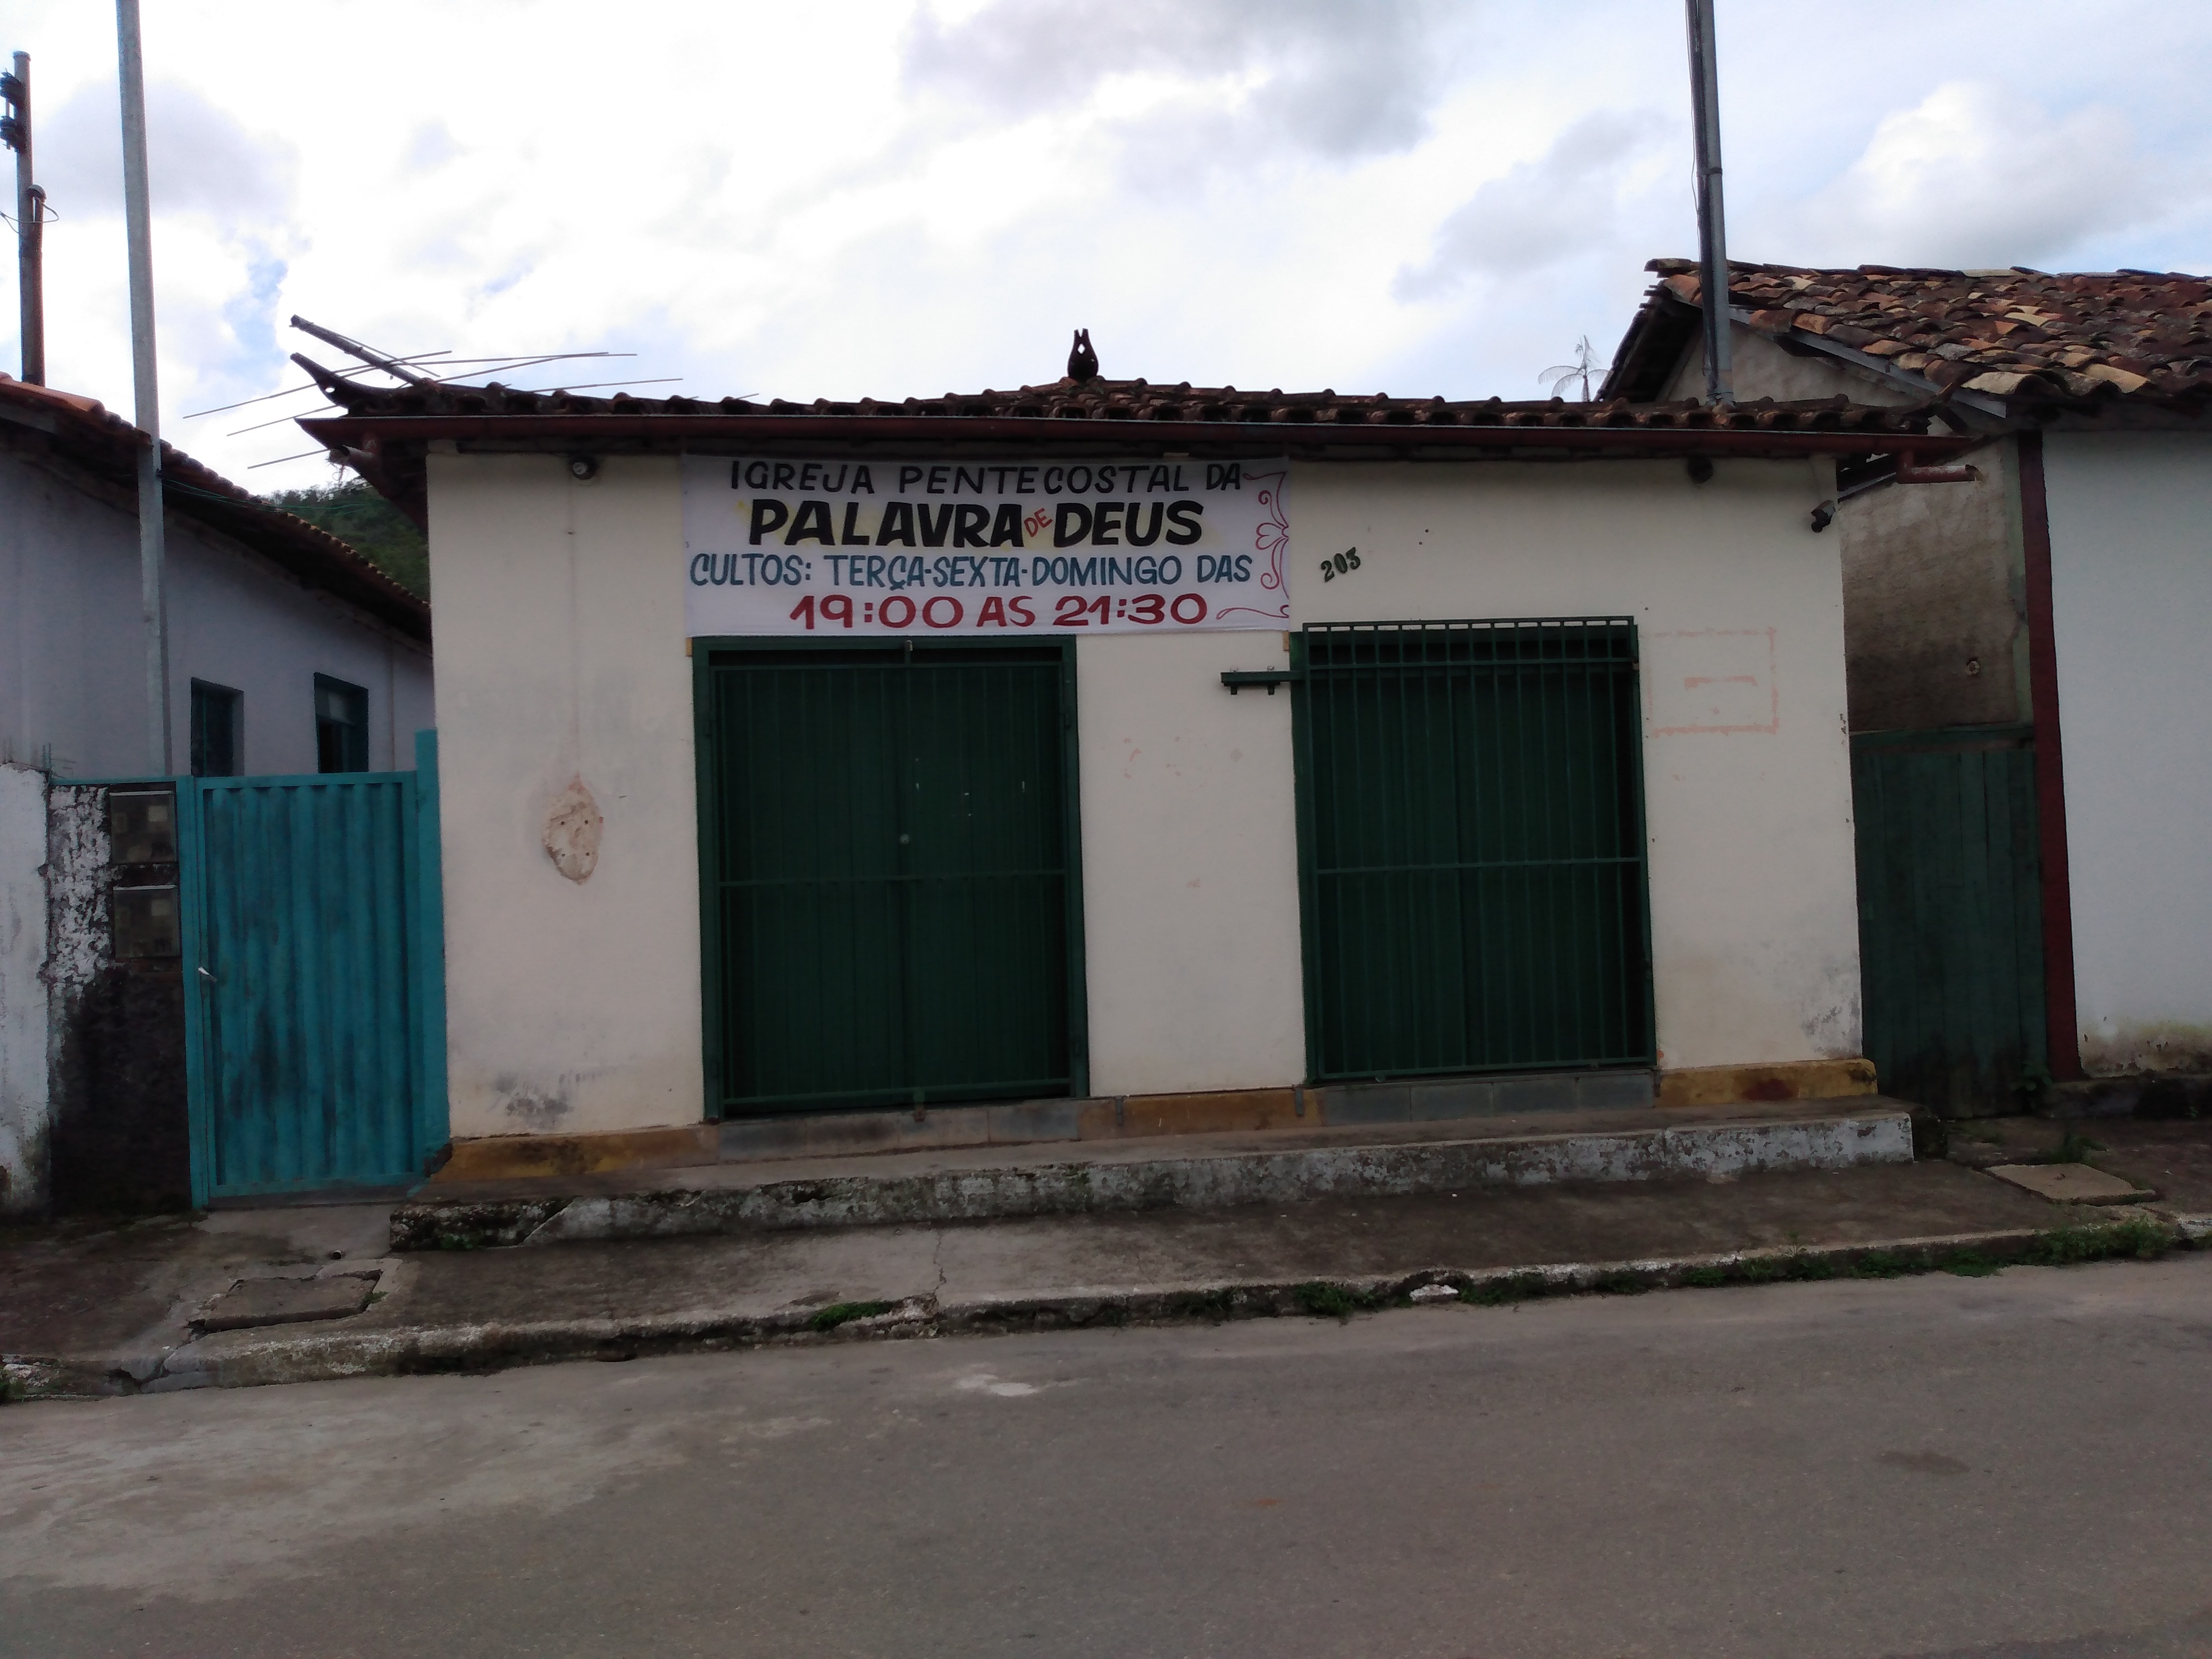 IGREJA PENTECOSTAL DA
PALAVRA DE DEUS
CULTOS: TERÇA-SEXTA-DOMINGO DAS
19:00 AS 21:30
203